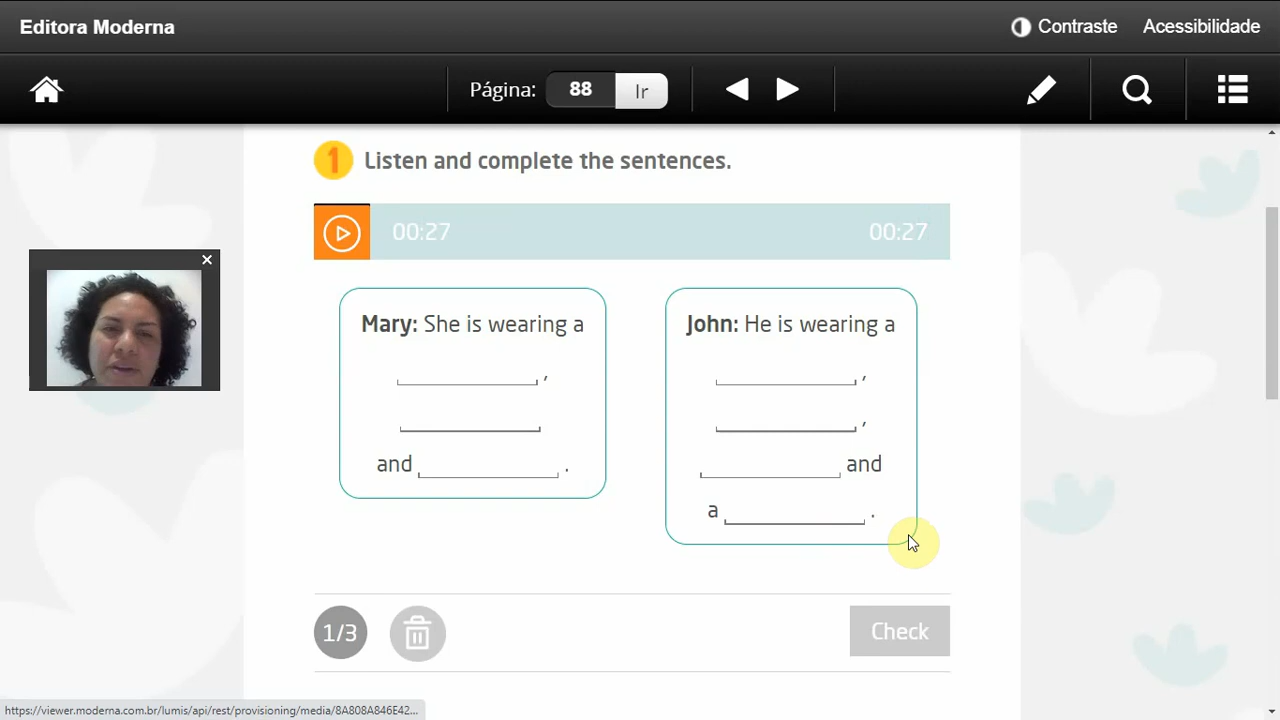 Editora Moderna
Contraste
Acessibilidade
Página: 88 Ir
1 Listen and complete the sentences.
00:27 00:27
Mary: She is wearing a
,
and .
John: He is wearing a
,
,
and
a .
1/3
Check
https://viewer.moderna.com.br/lumis/api/rest/provisioning/media/8A808A846E42...